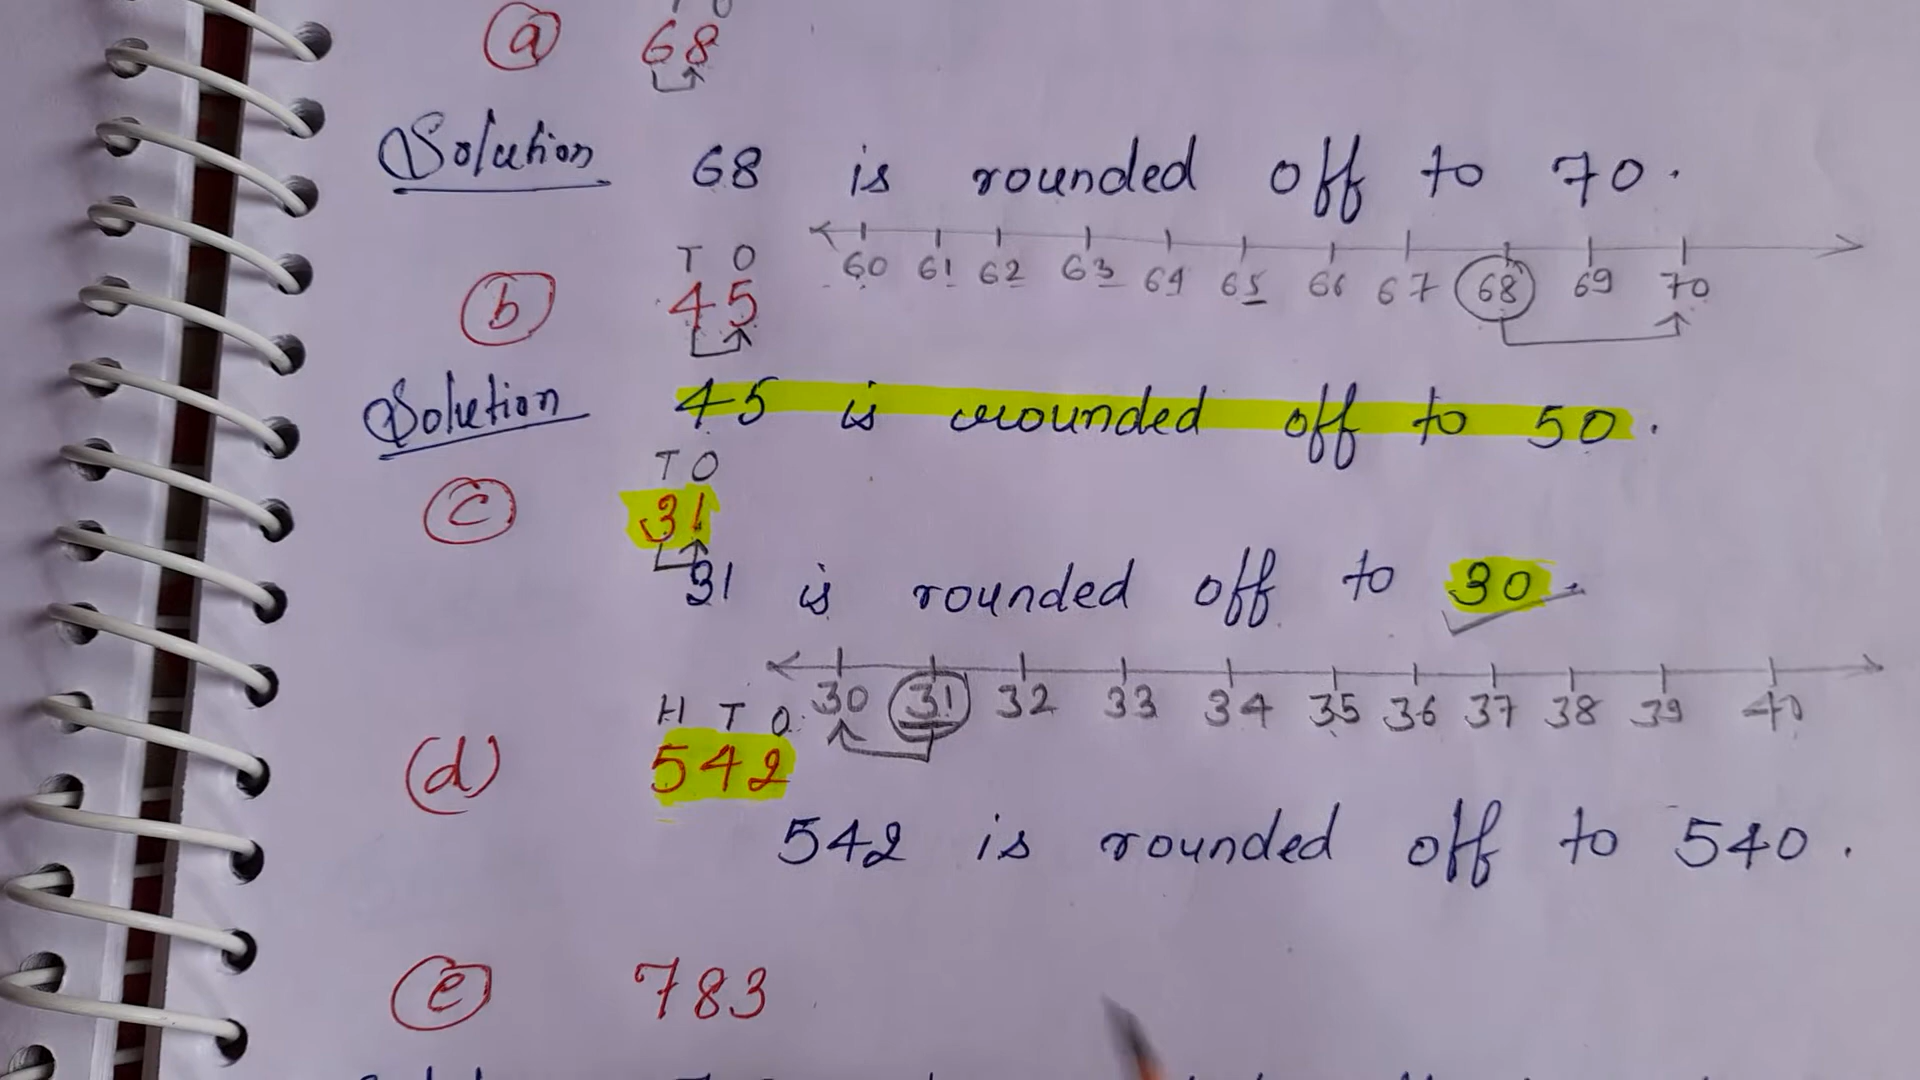 (a) 68
Solution 68 is rounded off to 70.
60 61 62 63 64 65 66 67 68 69 70
T O
(b) 45
Solution 45 is rounded off to 50.
T O
(c) 31
31 is rounded off to 30.
30 31 32 33 34 35 36 37 38 39 40
H T O
(d) 542
542 is rounded off to 540.
(e) 783